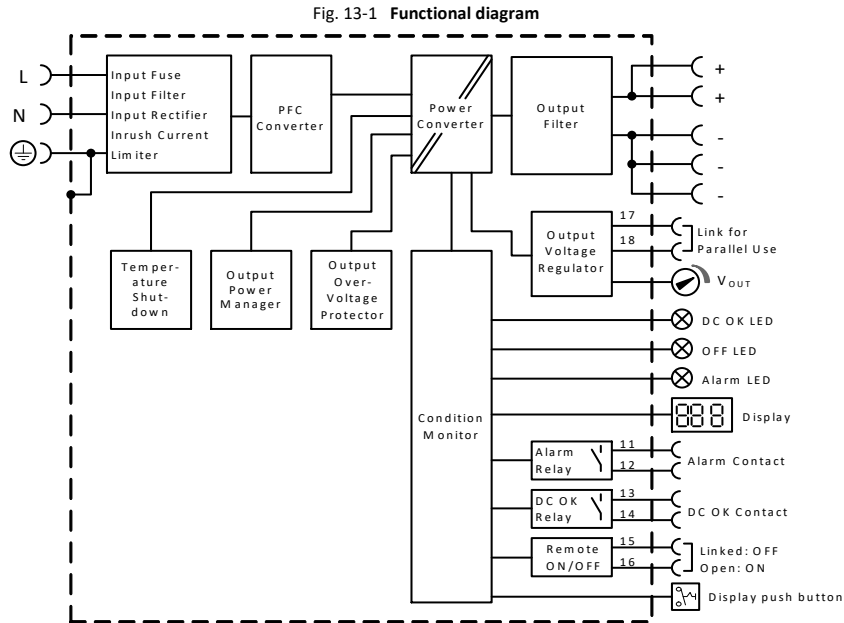 Fig. 13-1 Functional diagram
L
N
Input Fuse
Input Filter
Input Rectifier
Inrush Current
Limiter
PFC
Converter
Power
Converter
Output
Filter
+
+
-
-
-
Output
Voltage
Regulator
17
18
Link for
Parallel Use
VOUT
Temper-
ature
Shut-
down
Output
Power
Manager
Output
Over-
Voltage
Protector
Condition
Monitor
DC OK LED
OFF LED
Alarm LED
888
Display
Alarm
Relay
11
12
Alarm Contact
DC OK
Relay
13
14
DC OK Contact
Remote
ON/OFF
15
16
Linked: OFF
Open: ON
Display push button